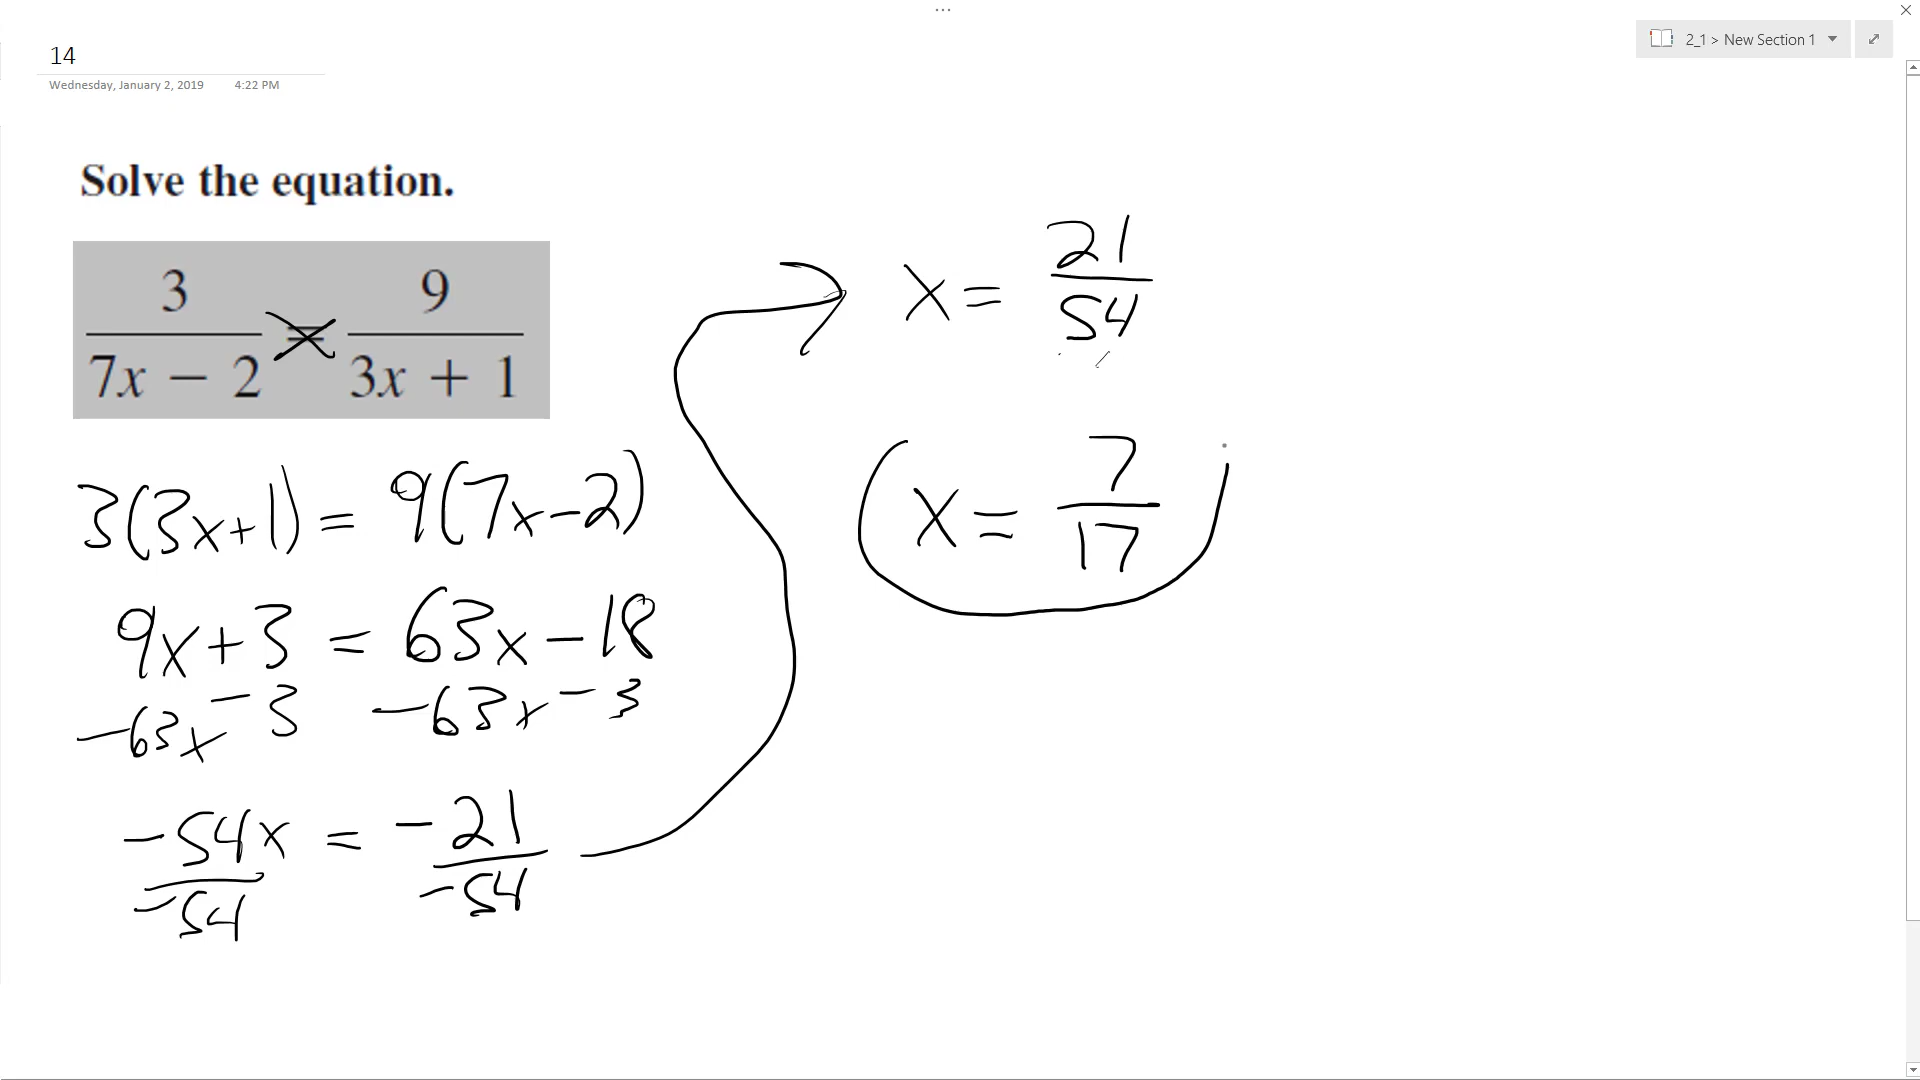 14
Wednesday, January 2, 2019 4:22 PM
2_1 > New Section 1
Solve the equation.
3/(7x − 2) = 9/(3x + 1)
3(3x+1) = 9(7x-2)
9x+3 = 63x-18
-63x -3 -63x -3
-54x/-54 = -21/-54
x = 21/54
x = 7/17